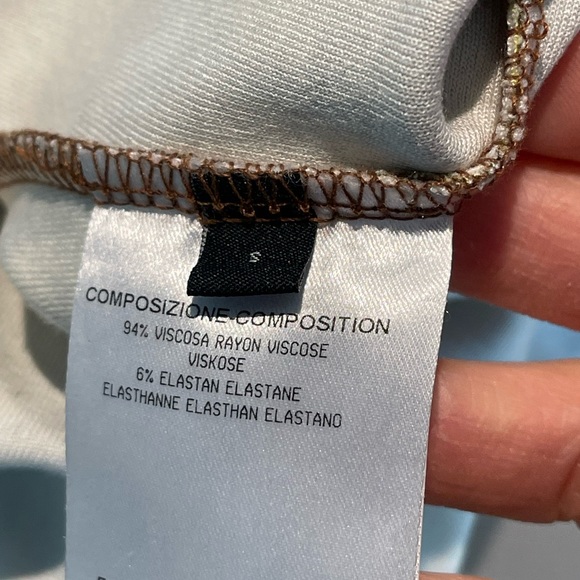 S
COMPOSIZIONE-COMPOSITION
94% VISCOSA RAYON VISCOSE
VISKOSE
6% ELASTAN ELASTANE
ELASTHANNE ELASTHAN ELASTANO